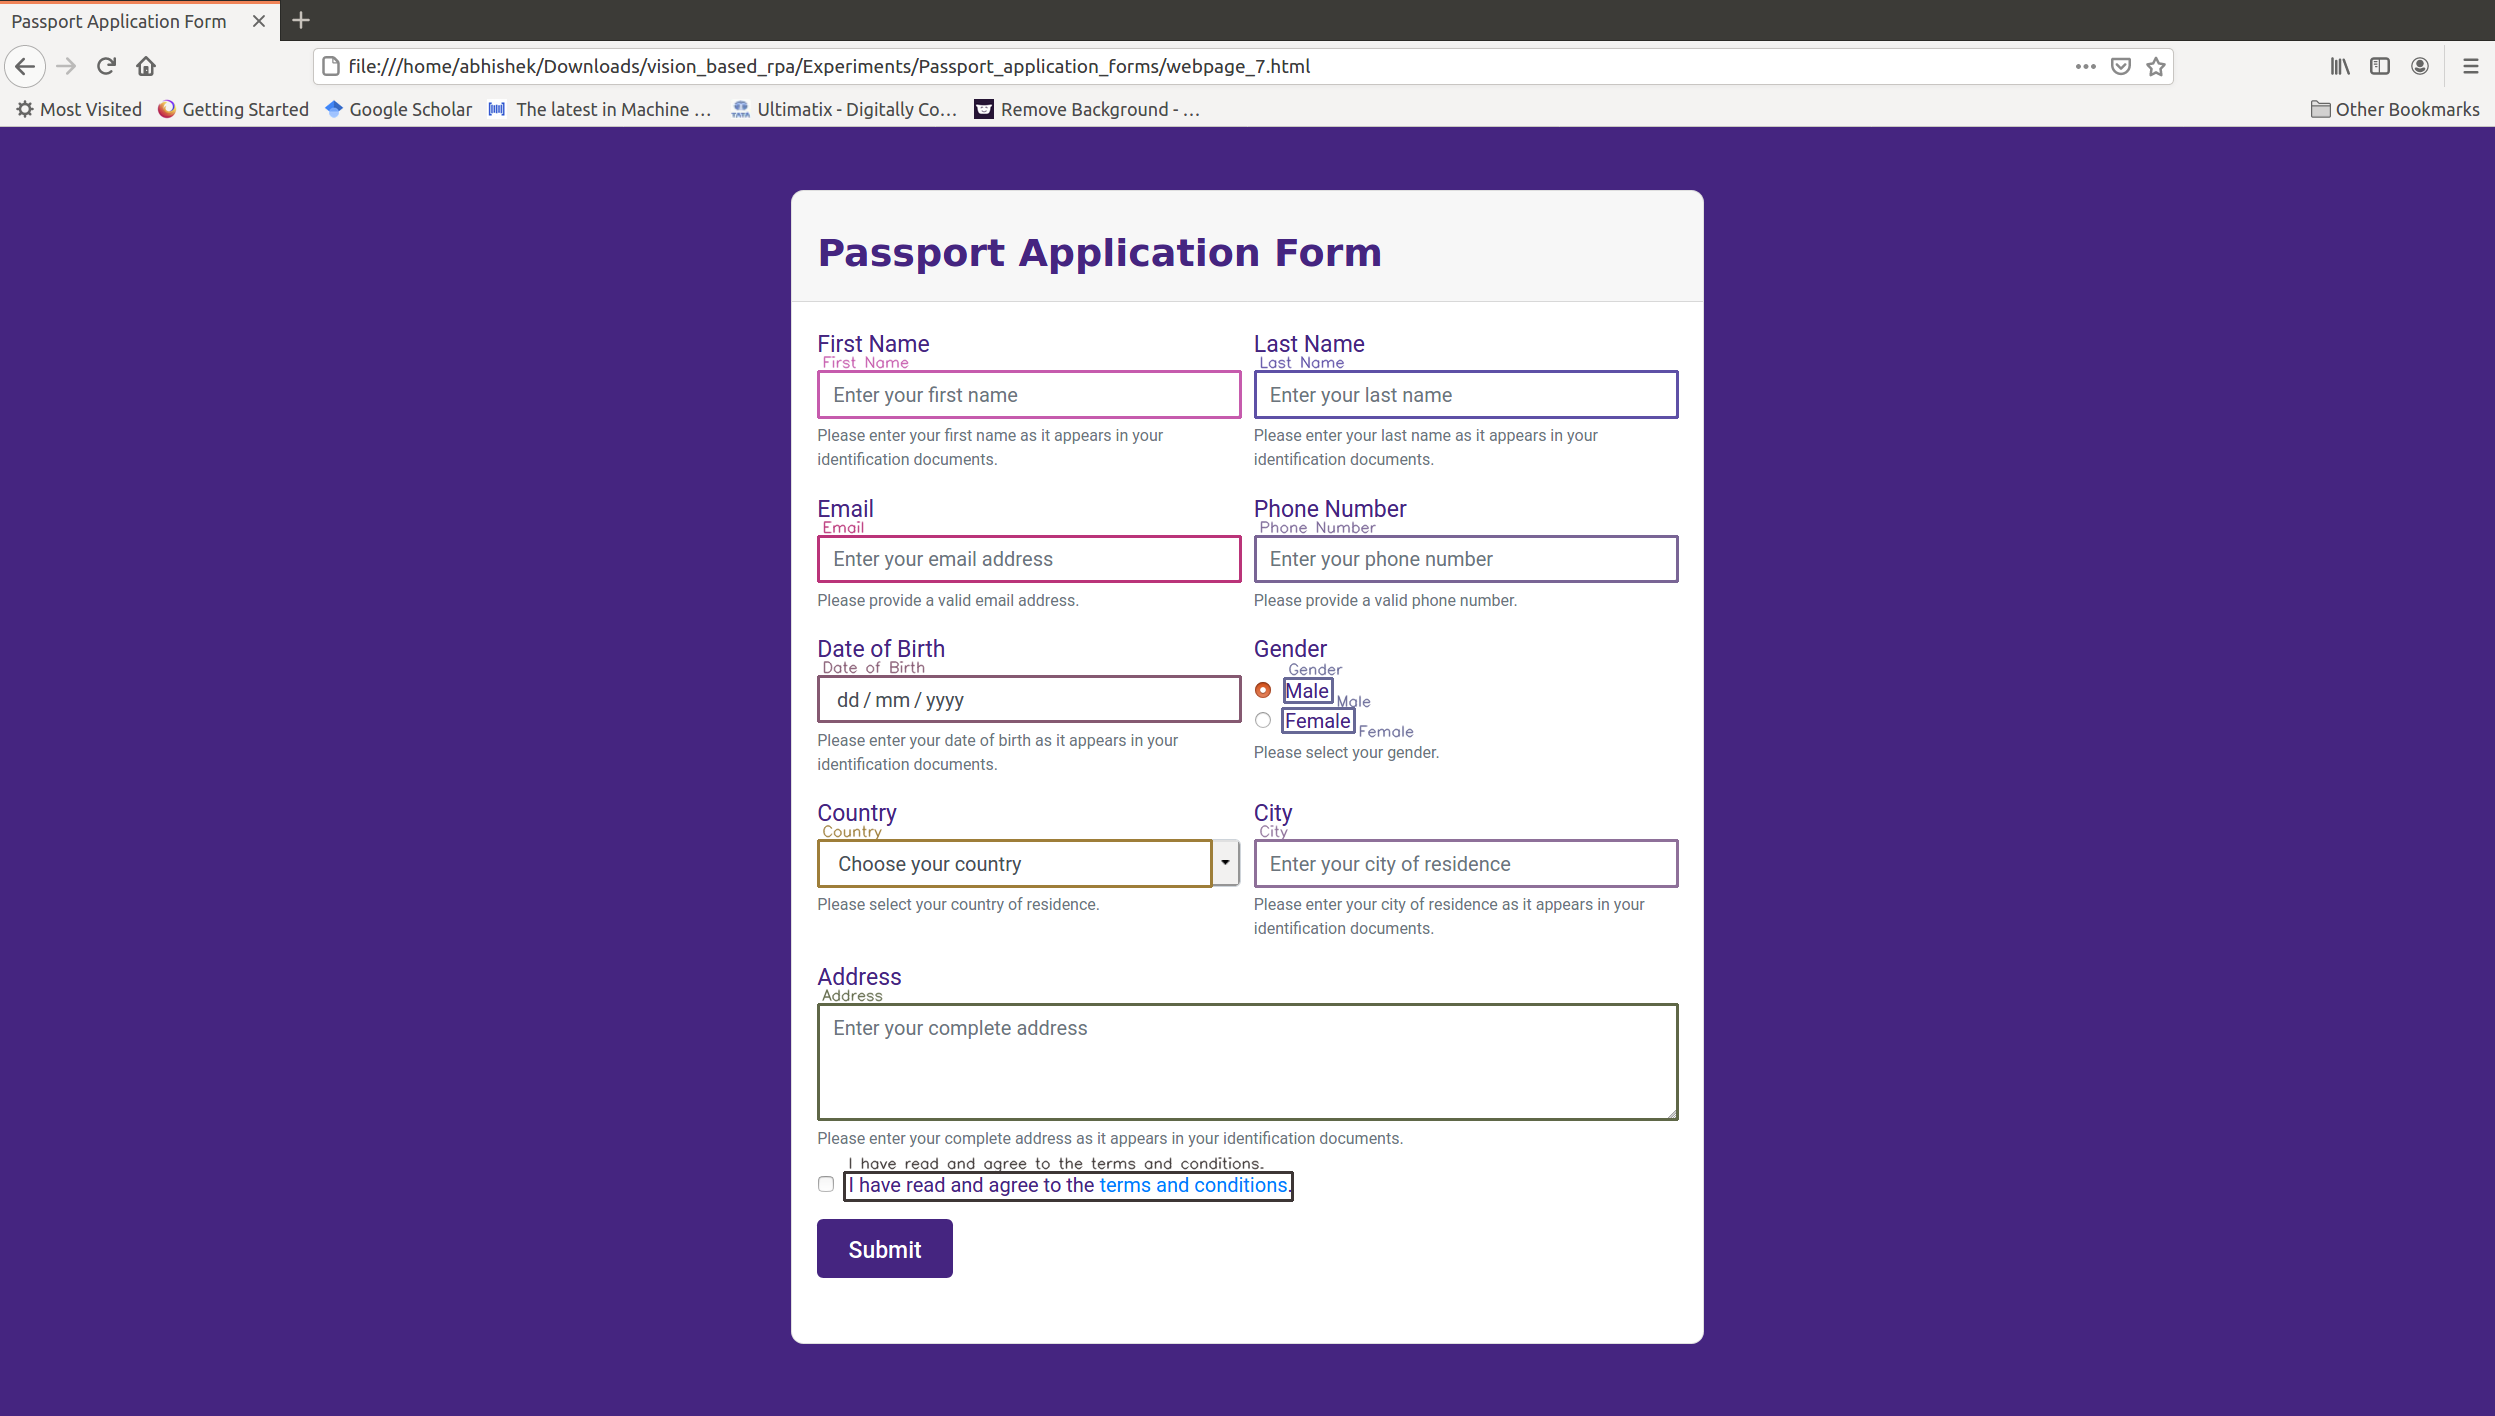 Passport Application Form
file:///home/abhishek/Downloads/vision_based_rpa/Experiments/Passport_application_forms/webpage_7.html
Most Visited Getting Started Google Scholar The latest in Machine … Ultimatix - Digitally Co… Remove Background - … Other Bookmarks
Passport Application Form
First Name Last Name
First Name Last Name
Enter your first name Enter your last name
Please enter your first name as it appears in your Please enter your last name as it appears in your
identification documents. identification documents.
Email Phone Number
Email Phone Number
Enter your email address Enter your phone number
Please provide a valid email address. Please provide a valid phone number.
Date of Birth Gender
Date of Birth Gender
dd / mm / yyyy Male Male
Female Female
Please enter your date of birth as it appears in your Please select your gender.
identification documents.
Country City
Country City
Choose your country Enter your city of residence
Please select your country of residence. Please enter your city of residence as it appears in your
identification documents.
Address
Address
Enter your complete address
Please enter your complete address as it appears in your identification documents.
I have read and agree to the terms and conditions.
I have read and agree to the terms and conditions.
Submit